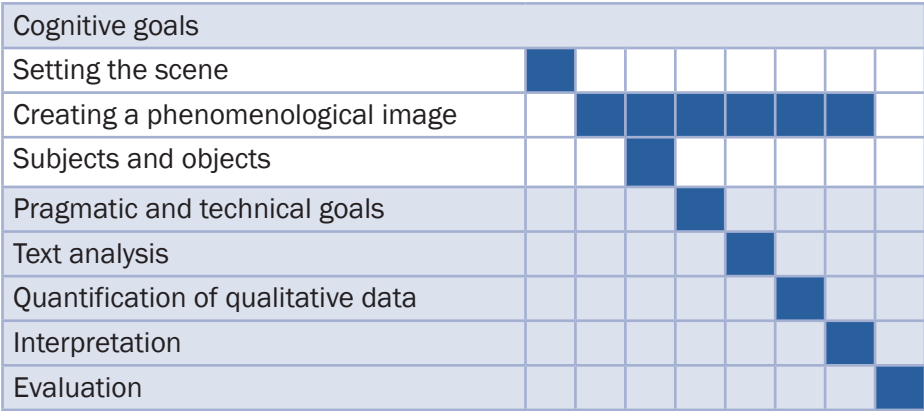 Cognitive goals
Setting the scene
Creating a phenomenological image
Subjects and objects
Pragmatic and technical goals
Text analysis
Quantification of qualitative data
Interpretation
Evaluation